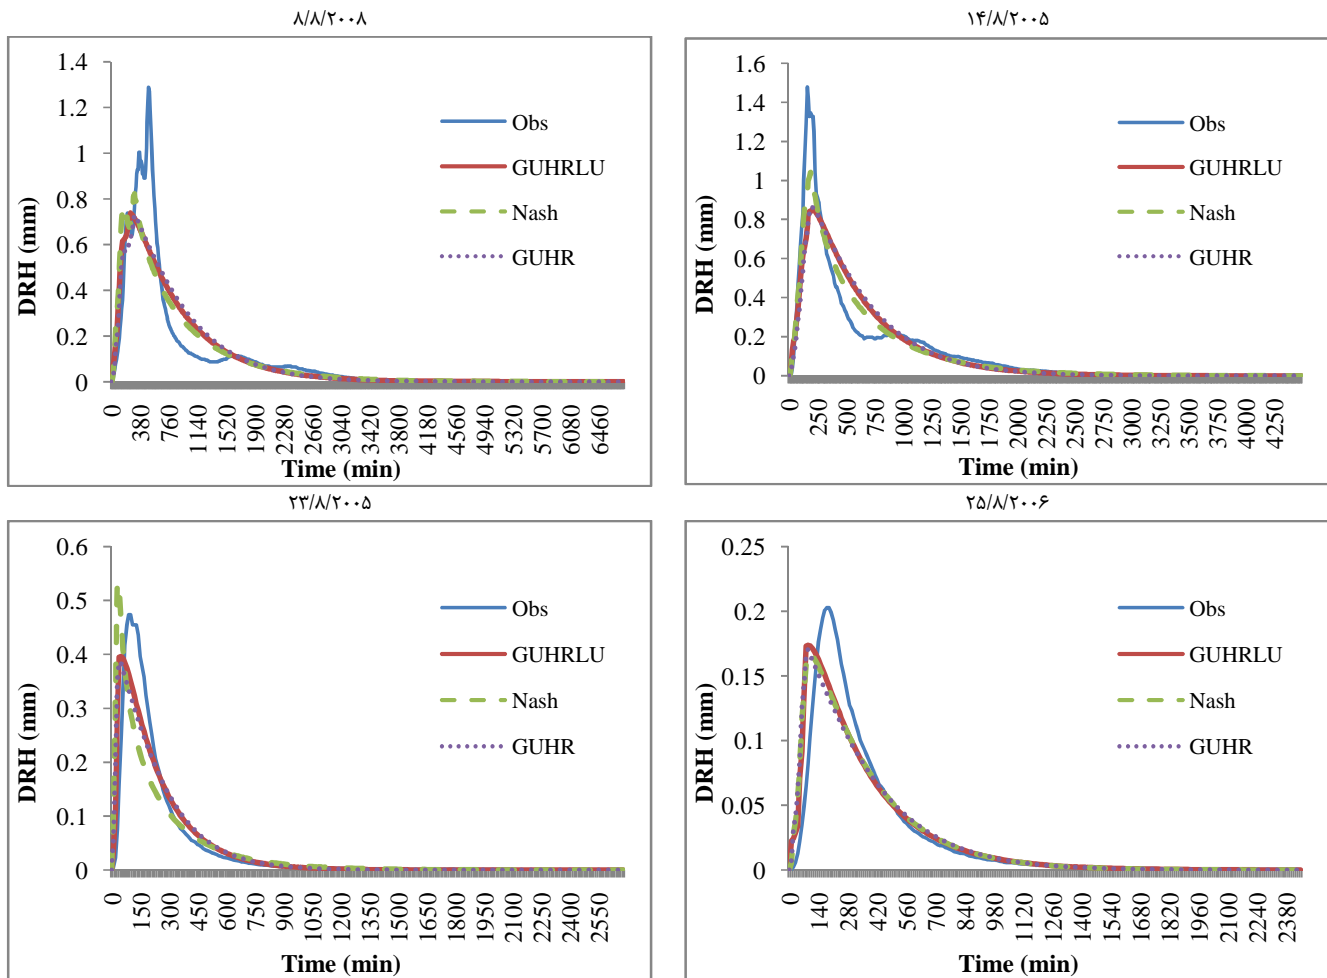 ۸/۸/۲۰۰۸
1.4
1.2
1
0.8
0.6
0.4
0.2
0
DRH (mm)
Obs
GUHRLU
Nash
GUHR
0 380 760 1140 1520 1900 2280 2660 3040 3420 3800 4180 4560 4940 5320 5700 6080 6460
Time (min)
۱۴/۸/۲۰۰۵
1.6
1.4
1.2
1
0.8
0.6
0.4
0.2
0
DRH (mm)
Obs
GUHRLU
Nash
GUHR
0 250 500 750 1000 1250 1500 1750 2000 2250 2500 2750 3000 3250 3500 3750 4000 4250
Time (min)
۲۳/۸/۲۰۰۵
0.6
0.5
0.4
0.3
0.2
0.1
0
DRH (mm)
Obs
GUHRLU
Nash
GUHR
0 150 300 450 600 750 900 1050 1200 1350 1500 1650 1800 1950 2100 2250 2400 2550
Time (min)
۲۵/۸/۲۰۰۶
0.25
0.2
0.15
0.1
0.05
0
DRH (mm)
Obs
GUHRLU
Nash
GUHR
0 140 280 420 560 700 840 980 1120 1260 1400 1540 1680 1820 1960 2100 2240 2380
Time (min)